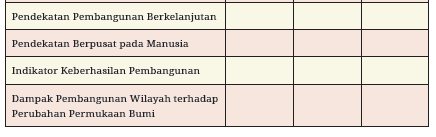 Pendekatan Pembangunan Berkelanjutan
Pendekatan Berpusat pada Manusia
Indikator Keberhasilan Pembangunan
Dampak Pembangunan Wilayah terhadap
Perubahan Permukaan Bumi